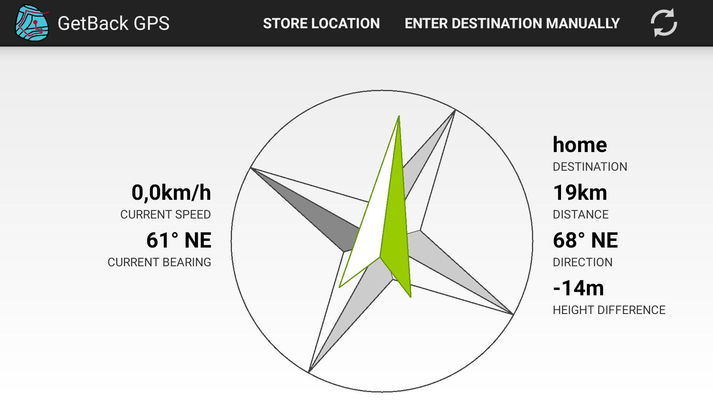 GetBack GPS
STORE LOCATION
ENTER DESTINATION MANUALLY
0,0km/h
CURRENT SPEED
61° NE
CURRENT BEARING
home
DESTINATION
19km
DISTANCE
68° NE
DIRECTION
-14m
HEIGHT DIFFERENCE